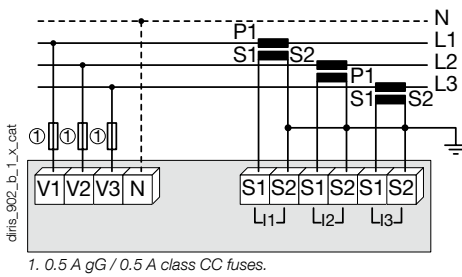 N
P1 L1
S1 S2 L2
P1 L3
S1 S2
① ① ①
V1 V2 V3 N S1 S2 S1 S2 S1 S2
I1 I2 I3
diris_902_b_1_x_cat
1. 0.5 A gG / 0.5 A class CC fuses.